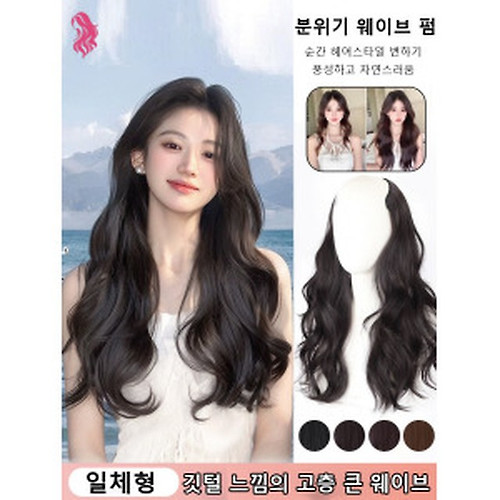 분위기 웨이브 펌
순간 헤어스타일 변하기
풍성하고 자연스러움
일체형 깃털 느낌의 고층 큰 웨이브